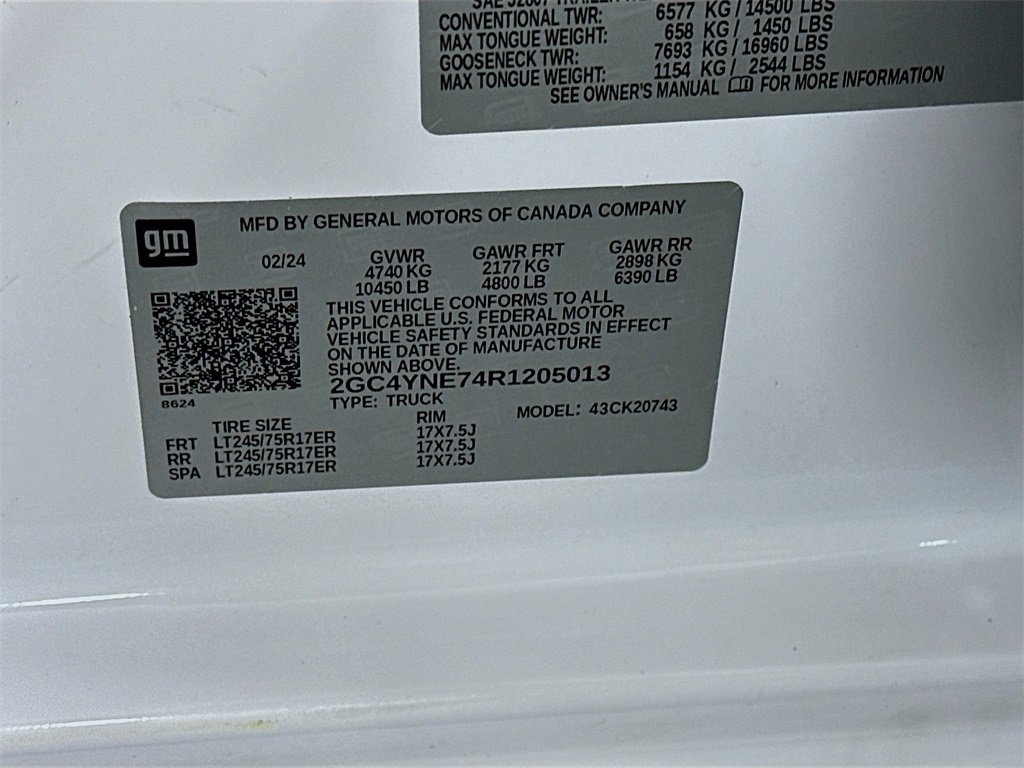 SAE J2807 TRAILER
CONVENTIONAL TWR: 6577 KG / 14500 LBS
MAX TONGUE WEIGHT: 658 KG / 1450 LBS
GOOSENECK TWR: 7693 KG / 16960 LBS
MAX TONGUE WEIGHT: 1154 KG / 2544 LBS
SEE OWNER'S MANUAL FOR MORE INFORMATION
gm
MFD BY GENERAL MOTORS OF CANADA COMPANY
02/24 GVWR GAWR FRT GAWR RR
4740 KG 2177 KG 2898 KG
10450 LB 4800 LB 6390 LB
THIS VEHICLE CONFORMS TO ALL
APPLICABLE U.S. FEDERAL MOTOR
VEHICLE SAFETY STANDARDS IN EFFECT
ON THE DATE OF MANUFACTURE
SHOWN ABOVE.
2GC4YNE74R1205013
8624
TYPE: TRUCK MODEL: 43CK20743
TIRE SIZE RIM
FRT LT245/75R17ER 17X7.5J
RR LT245/75R17ER 17X7.5J
SPA LT245/75R17ER 17X7.5J